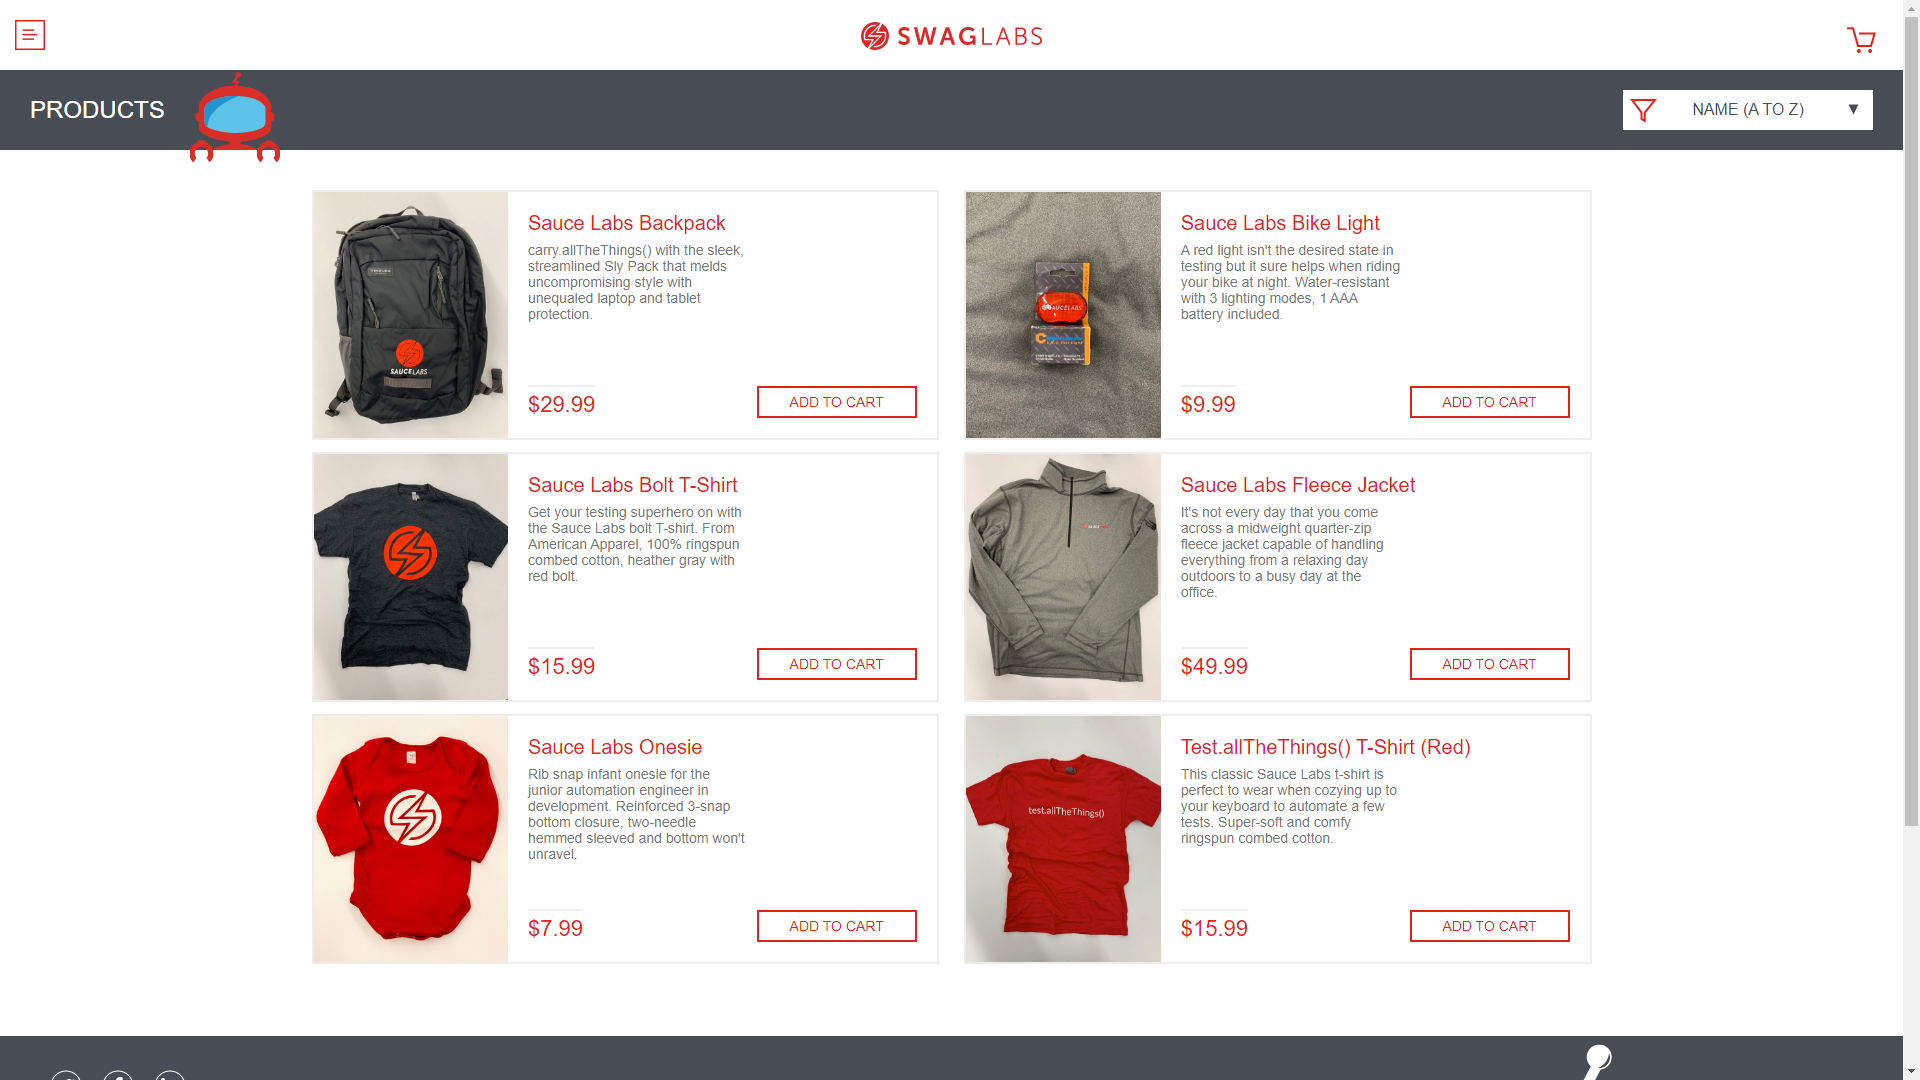 SWAGLABS
PRODUCTS
NAME (A TO Z)
Sauce Labs Backpack
carry.allTheThings() with the sleek,
streamlined Sly Pack that melds
uncompromising style with
unequaled laptop and tablet
protection.
SAUCELABS
$29.99
ADD TO CART
Sauce Labs Bike Light
A red light isn't the desired state in
testing but it sure helps when riding
your bike at night. Water-resistant
with 3 lighting modes, 1 AAA
battery included.
SAUCELABS
$9.99
ADD TO CART
Sauce Labs Bolt T-Shirt
Get your testing superhero on with
the Sauce Labs bolt T-shirt. From
American Apparel, 100% ringspun
combed cotton, heather gray with
red bolt.
$15.99
ADD TO CART
Sauce Labs Fleece Jacket
It's not every day that you come
across a midweight quarter-zip
fleece jacket capable of handling
everything from a relaxing day
outdoors to a busy day at the
office.
$49.99
ADD TO CART
Sauce Labs Onesie
Rib snap infant onesie for the
junior automation engineer in
development. Reinforced 3-snap
bottom closure, two-needle
hemmed sleeved and bottom won't
unravel.
$7.99
ADD TO CART
Test.allTheThings() T-Shirt (Red)
This classic Sauce Labs t-shirt is
perfect to wear when cozying up to
your keyboard to automate a few
tests. Super-soft and comfy
ringspun combed cotton.
test.allTheThings()
$15.99
ADD TO CART